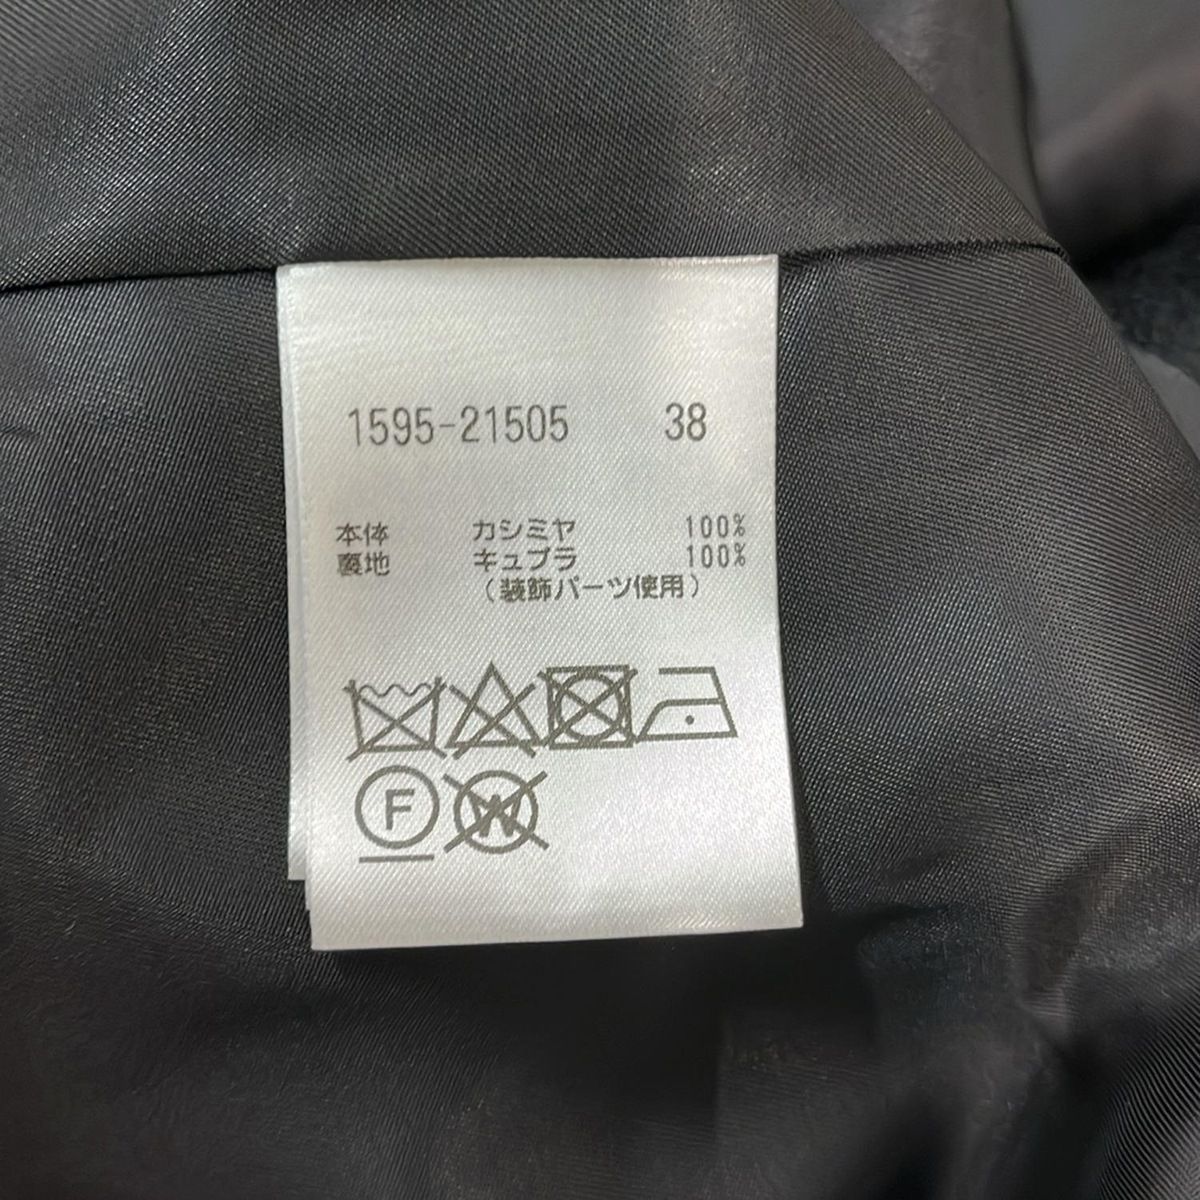 1595-21505 38
本体 カシミヤ 100%
裏地 キュプラ 100%
(装飾パーツ使用)
F W